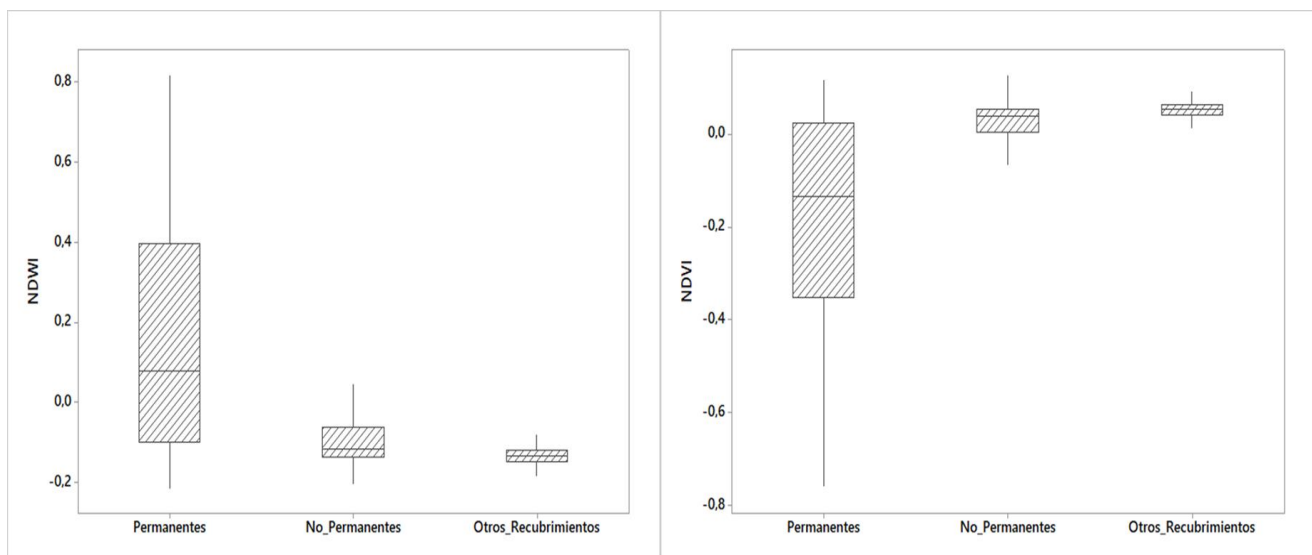 NDWI
0,8
0,6
0,4
0,2
0,0
-0,2
Permanentes
No_Permanentes
Otros_Recubrimientos
NDVI
0,0
-0,2
-0,4
-0,6
-0,8
Permanentes
No_Permanentes
Otros_Recubrimientos